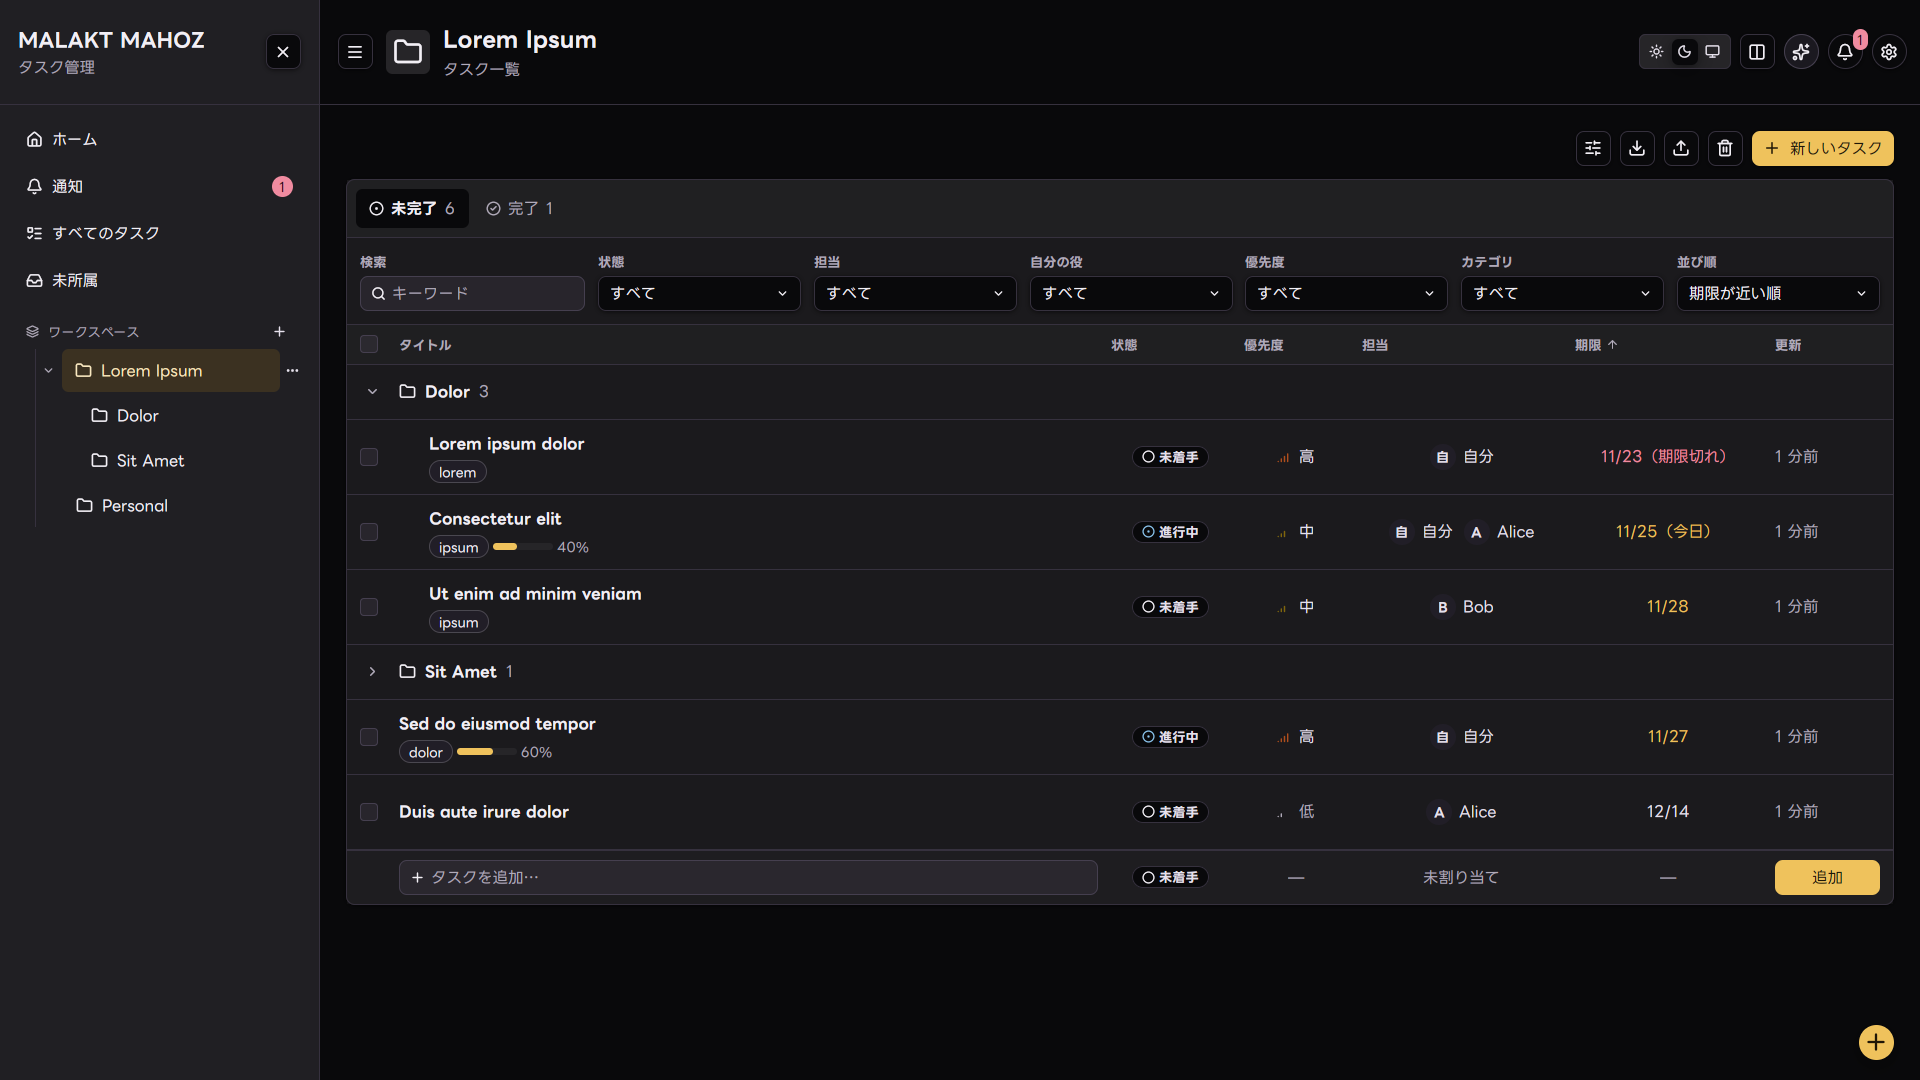 MALAKT MAHOZ
タスク管理
ホーム
通知 1
すべてのタスク
未所属
ワークスペース
Lorem Ipsum
Dolor
Sit Amet
Personal
Lorem Ipsum
タスク一覧
1
新しいタスク
未完了 6 完了 1
検索 状態 担当 自分の役 優先度 カテゴリ 並び順
キーワード すべて すべて すべて すべて すべて 期限が近い順
タイトル 状態 優先度 担当 期限 更新
Dolor 3
Lorem ipsum dolor
lorem
未着手 高 自 自分 11/23（期限切れ） 1 分前
Consectetur elit
ipsum 40%
進行中 中 自 自分 A Alice 11/25（今日） 1 分前
Ut enim ad minim veniam
ipsum
未着手 中 B Bob 11/28 1 分前
Sit Amet 1
Sed do eiusmod tempor
dolor 60%
進行中 高 自 自分 11/27 1 分前
Duis aute irure dolor 未着手 低 A Alice 12/14 1 分前
タスクを追加… 未着手 — 未割り当て — 追加